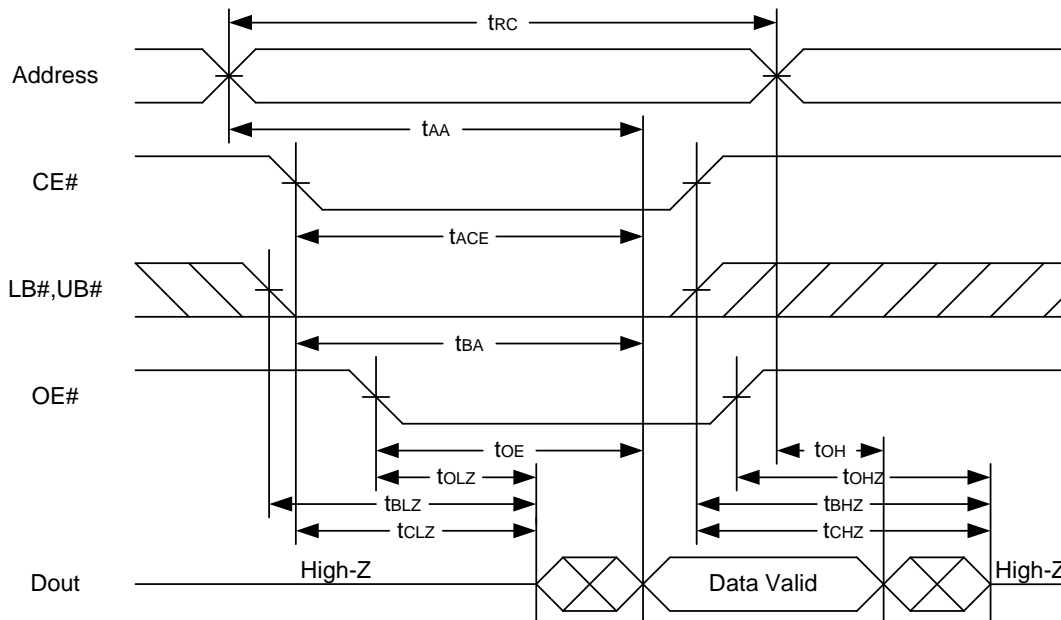 tRC
Address
tAA
CE#
tACE
LB#,UB#
tBA
OE#
tOE
tOH
tOLZ
tOHZ
tBLZ
tBHZ
tCLZ
tCHZ
High-Z
High-Z
Dout
Data Valid